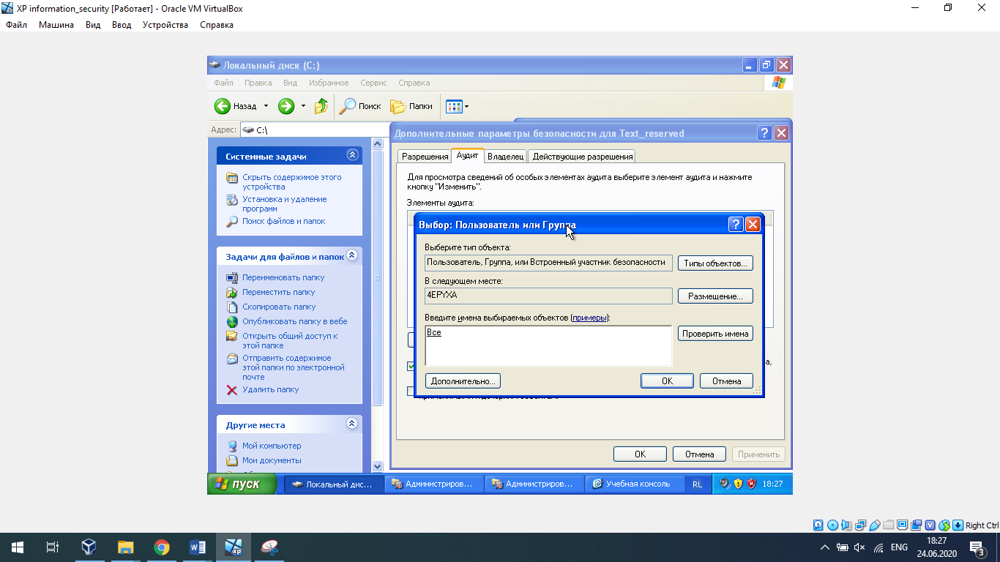 XP information_security [Работает] - Oracle VM VirtualBox
Файл Машина Вид Ввод Устройства Справка
Локальный диск (C:)
Файл Правка Вид Избранное Сервис Справка
Назад Поиск Папки
Адрес: C:\
Системные задачи
Скрыть содержимое этого
устройства
Установка и удаление
программ
Поиск файлов и папок
Задачи для файлов и папок
Переименовать папку
Переместить папку
Скопировать папку
Опубликовать папку в вебе
Открыть общий доступ к
этой папке
Отправить содержимое
этой папки по электронной
почте
Удалить папку
Другие места
Мой компьютер
Мои документы
Дополнительные параметры безопасности для Text_reserved
Разрешения Аудит Владелец Действующие разрешения
Для просмотра сведений об особых элементах аудита выберите элемент аудита и нажмите
кнопку "Изменить".
Элементы аудита:
Выбор: Пользователь или Группа
Выберите тип объекта:
Пользователь, Группа, или Встроенный участник безопасности Типы объектов...
В следующем месте:
4EPYXA Размещение...
Введите имена выбираемых объектов (примеры):
Все Проверить имена
Дополнительно... OK Отмена
OK Отмена Применить
пуск Локальный дис... Администриров... Администриров... Учебная консоль RL 18:27
Right Ctrl
ENG 18:27
24.06.2020
3